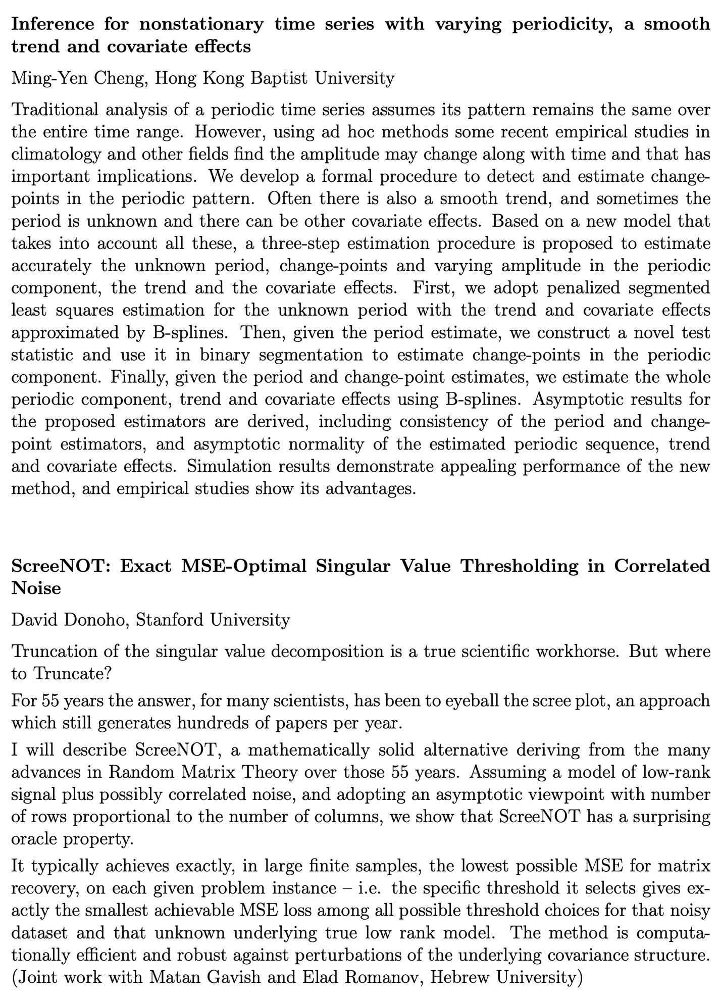 Inference for nonstationary time series with varying periodicity, a smooth
trend and covariate effects
Ming-Yen Cheng, Hong Kong Baptist University
Traditional analysis of a periodic time series assumes its pattern remains the same over
the entire time range. However, using ad hoc methods some recent empirical studies in
climatology and other fields find the amplitude may change along with time and that has
important implications. We develop a formal procedure to detect and estimate change-
points in the periodic pattern. Often there is also a smooth trend, and sometimes the
period is unknown and there can be other covariate effects. Based on a new model that
takes into account all these, a three-step estimation procedure is proposed to estimate
accurately the unknown period, change-points and varying amplitude in the periodic
component, the trend and the covariate effects. First, we adopt penalized segmented
least squares estimation for the unknown period with the trend and covariate effects
approximated by B-splines. Then, given the period estimate, we construct a novel test
statistic and use it in binary segmentation to estimate change-points in the periodic
component. Finally, given the period and change-point estimates, we estimate the whole
periodic component, trend and covariate effects using B-splines. Asymptotic results for
the proposed estimators are derived, including consistency of the period and change-
point estimators, and asymptotic normality of the estimated periodic sequence, trend
and covariate effects. Simulation results demonstrate appealing performance of the new
method, and empirical studies show its advantages.
ScreeNOT: Exact MSE-Optimal Singular Value Thresholding in Correlated
Noise
David Donoho, Stanford University
Truncation of the singular value decomposition is a true scientific workhorse. But where
to Truncate?
For 55 years the answer, for many scientists, has been to eyeball the scree plot, an approach
which still generates hundreds of papers per year.
I will describe ScreeNOT, a mathematically solid alternative deriving from the many
advances in Random Matrix Theory over those 55 years. Assuming a model of low-rank
signal plus possibly correlated noise, and adopting an asymptotic viewpoint with number
of rows proportional to the number of columns, we show that ScreeNOT has a surprising
oracle property.
It typically achieves exactly, in large finite samples, the lowest possible MSE for matrix
recovery, on each given problem instance – i.e. the specific threshold it selects gives ex-
actly the smallest achievable MSE loss among all possible threshold choices for that noisy
dataset and that unknown underlying true low rank model. The method is computa-
tionally efficient and robust against perturbations of the underlying covariance structure.
(Joint work with Matan Gavish and Elad Romanov, Hebrew University)